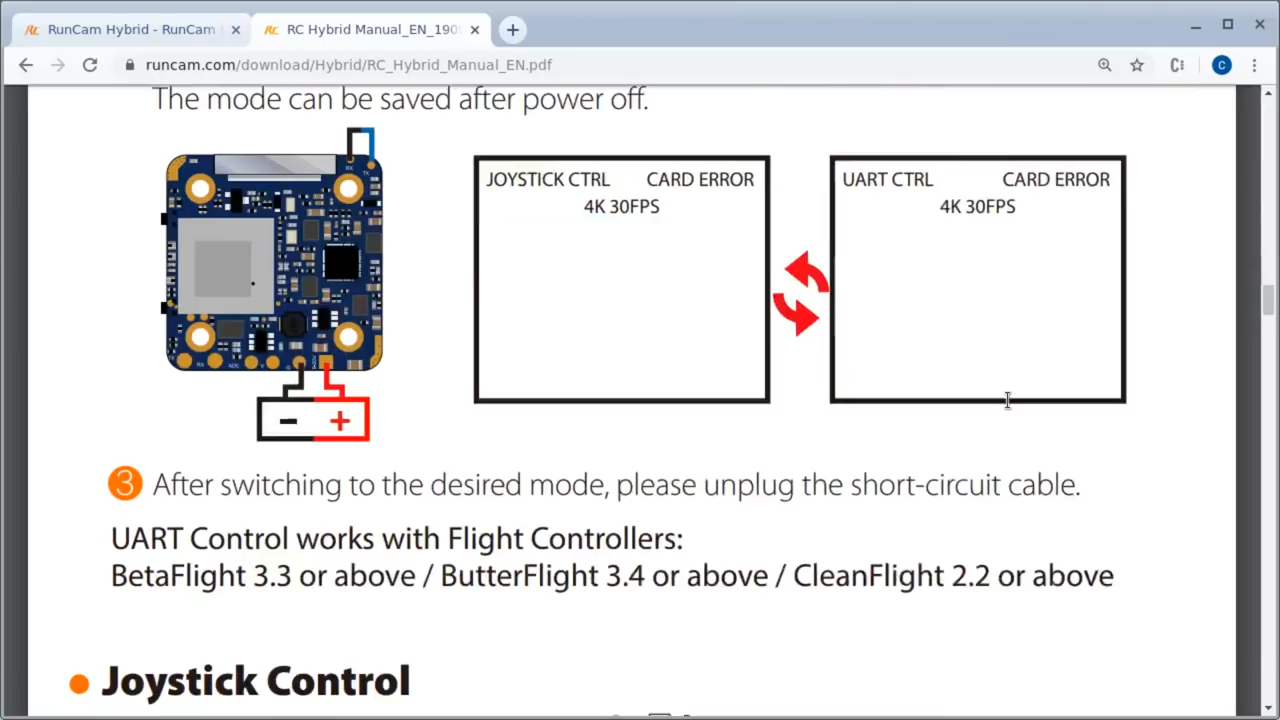 RunCam Hybrid - RunCam
RC Hybrid Manual_EN_190
runcam.com/download/Hybrid/RC_Hybrid_Manual_EN.pdf
C
The mode can be saved after power off.
RX TX
JOYSTICK CTRL CARD ERROR
4K 30FPS
UART CTRL CARD ERROR
4K 30FPS
- +
3 After switching to the desired mode, please unplug the short-circuit cable.
UART Control works with Flight Controllers:
BetaFlight 3.3 or above / ButterFlight 3.4 or above / CleanFlight 2.2 or above
Joystick Control